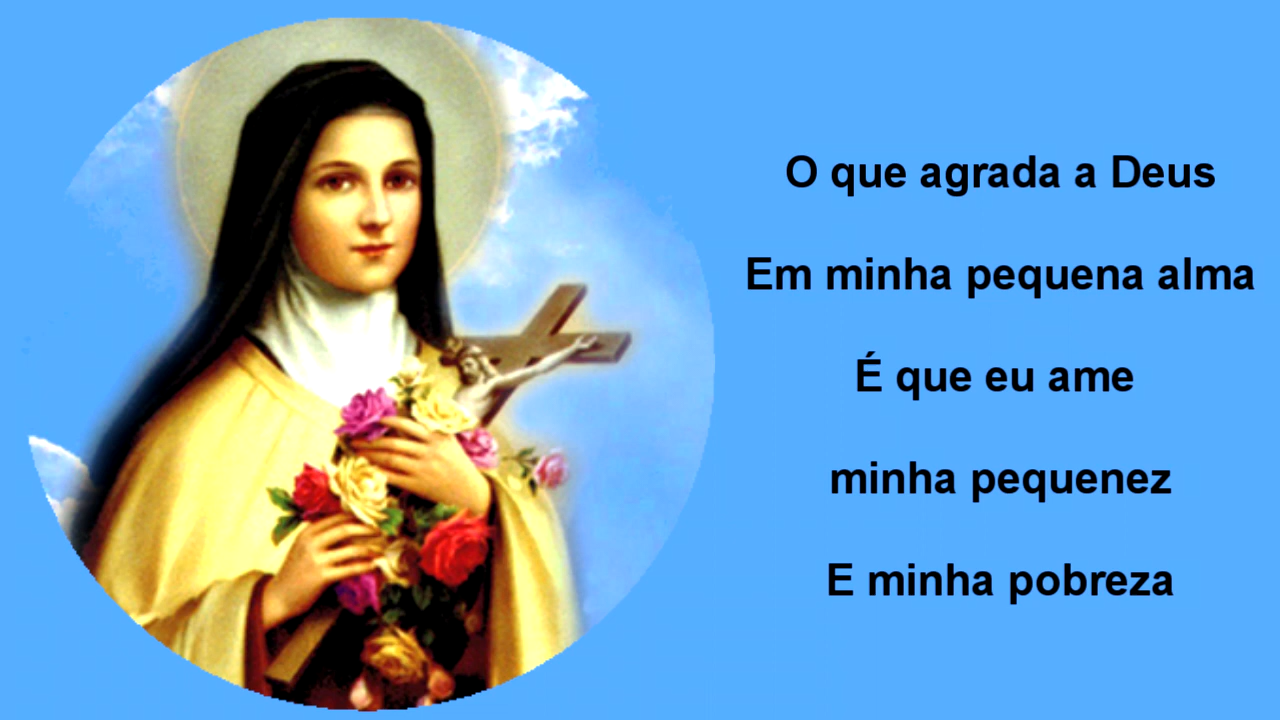 O que agrada a Deus
Em minha pequena alma
É que eu ame
minha pequenez
E minha pobreza